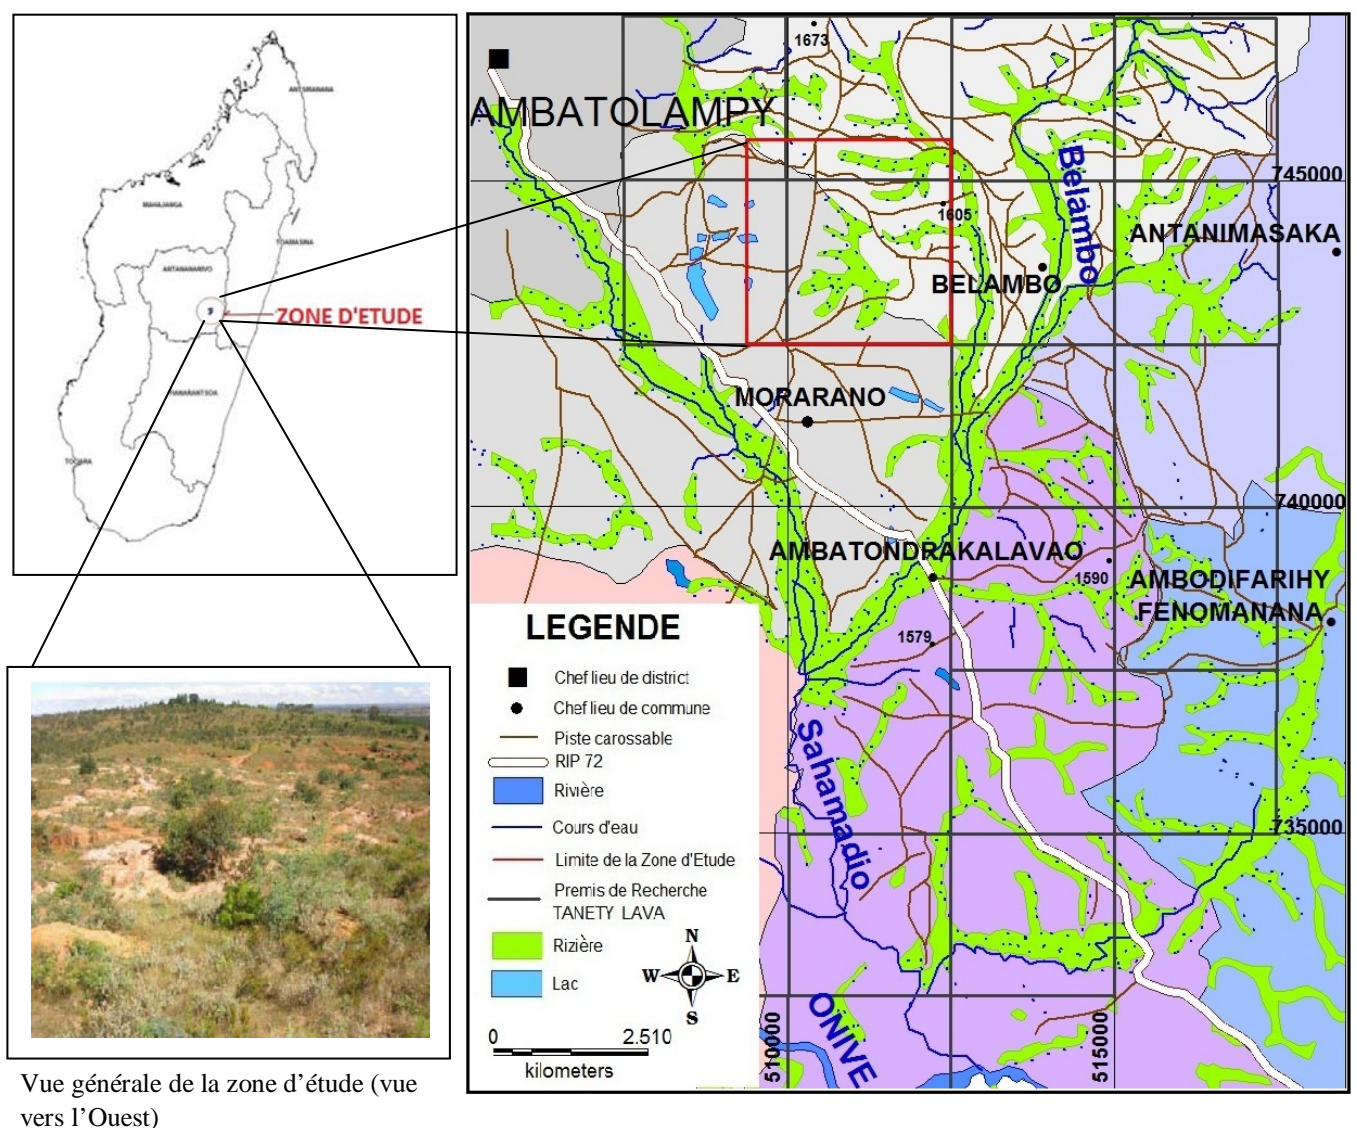 ANTSIRANANA
MAHAJANGA
TOAMASINA
ANTANANARIVO
ZONE D'ETUDE
FIANARANTSOA
TOLIARA
1673
AMBATOLAMPY
745000
Belambo
1605
ANTANIMASAKA
BELAMBO
MORARANO
740000
AMBATONDRAKALAVAO
1590
AMBODIFARIHY
FENOMANANA
1579
Sahamadio
735000
ONIVE
510000
515000
LEGENDE
Chef lieu de district
Chef lieu de commune
Piste carossable
RIP 72
Rivière
Cours d'eau
Limite de la Zone d'Etude
Premis de Recherche
TANETY LAVA
Rizière
Lac
N
W E
S
0 2.510
kilometers
Vue générale de la zone d’étude (vue
vers l’Ouest)